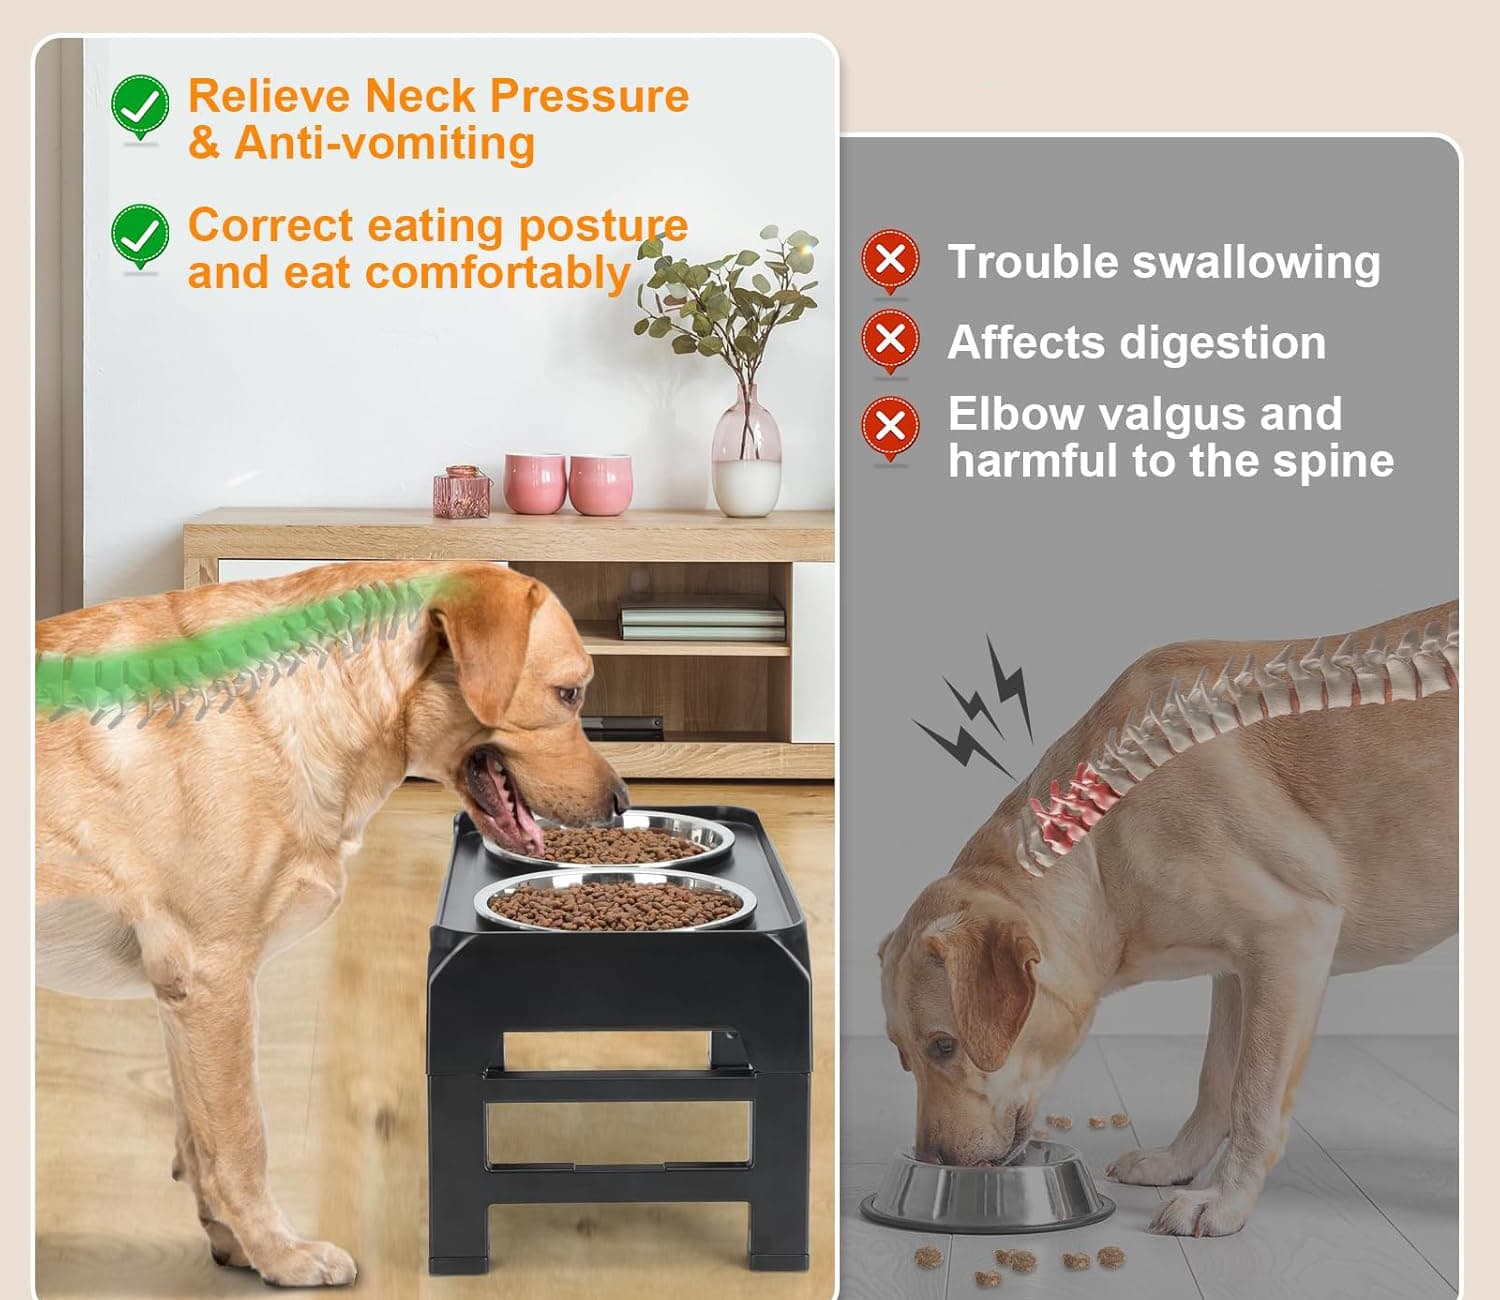 Relieve Neck Pressure
& Anti-vomiting
Correct eating posture
and eat comfortably
Trouble swallowing
Affects digestion
Elbow valgus and
harmful to the spine